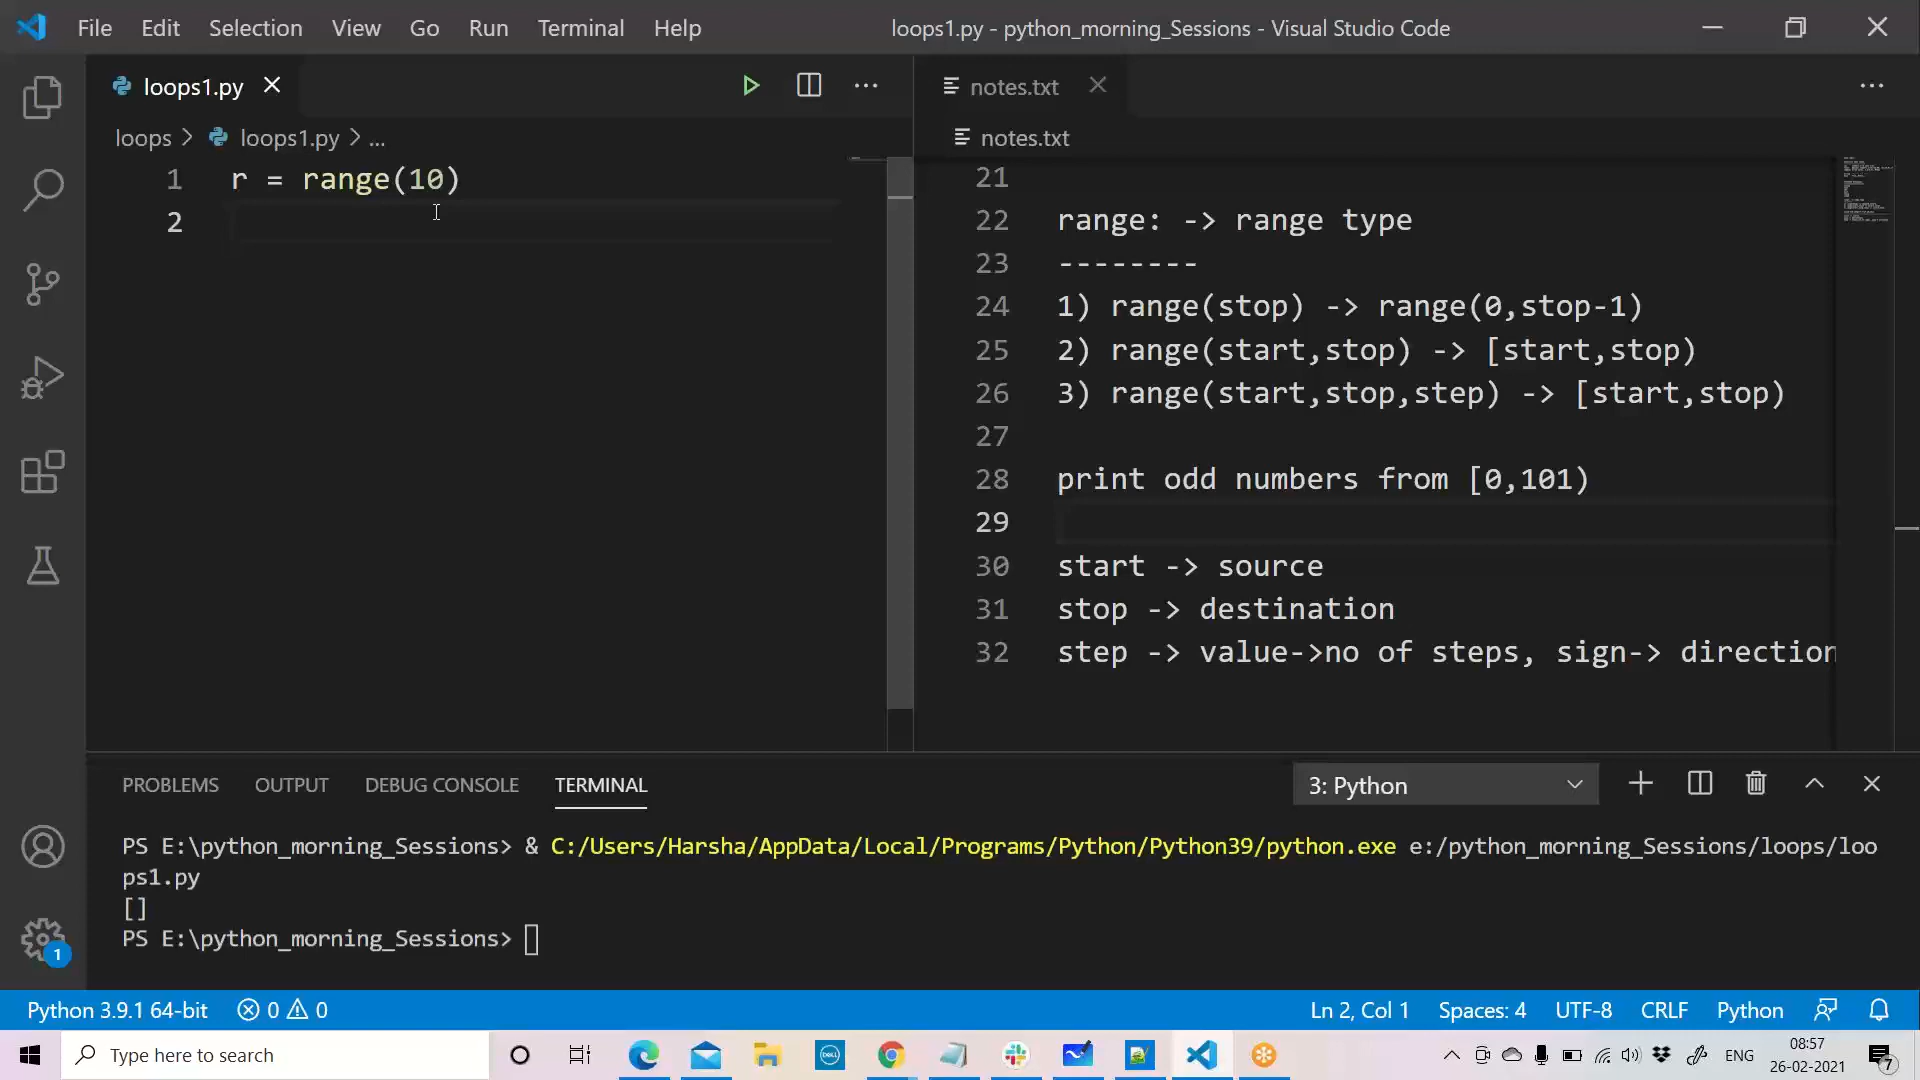 File Edit Selection View Go Run Terminal Help loops1.py - python_morning_Sessions - Visual Studio Code
loops1.py
loops > loops1.py > ...
1 r = range(10)
2
notes.txt
notes.txt
21
22 range: -> range type
23 --------
24 1) range(stop) -> range(0,stop-1)
25 2) range(start,stop) -> [start,stop)
26 3) range(start,stop,step) -> [start,stop)
27
28 print odd numbers from [0,101)
29
30 start -> source
31 stop -> destination
32 step -> value->no of steps, sign-> direction
PROBLEMS OUTPUT DEBUG CONSOLE TERMINAL 3: Python
PS E:\python_morning_Sessions> & C:/Users/Harsha/AppData/Local/Programs/Python/Python39/python.exe e:/python_morning_Sessions/loops/loo
ps1.py
[]
PS E:\python_morning_Sessions>
1
Python 3.9.1 64-bit 0 0 Ln 2, Col 1 Spaces: 4 UTF-8 CRLF Python
Type here to search
DELL
ENG
08:57
26-02-2021
7